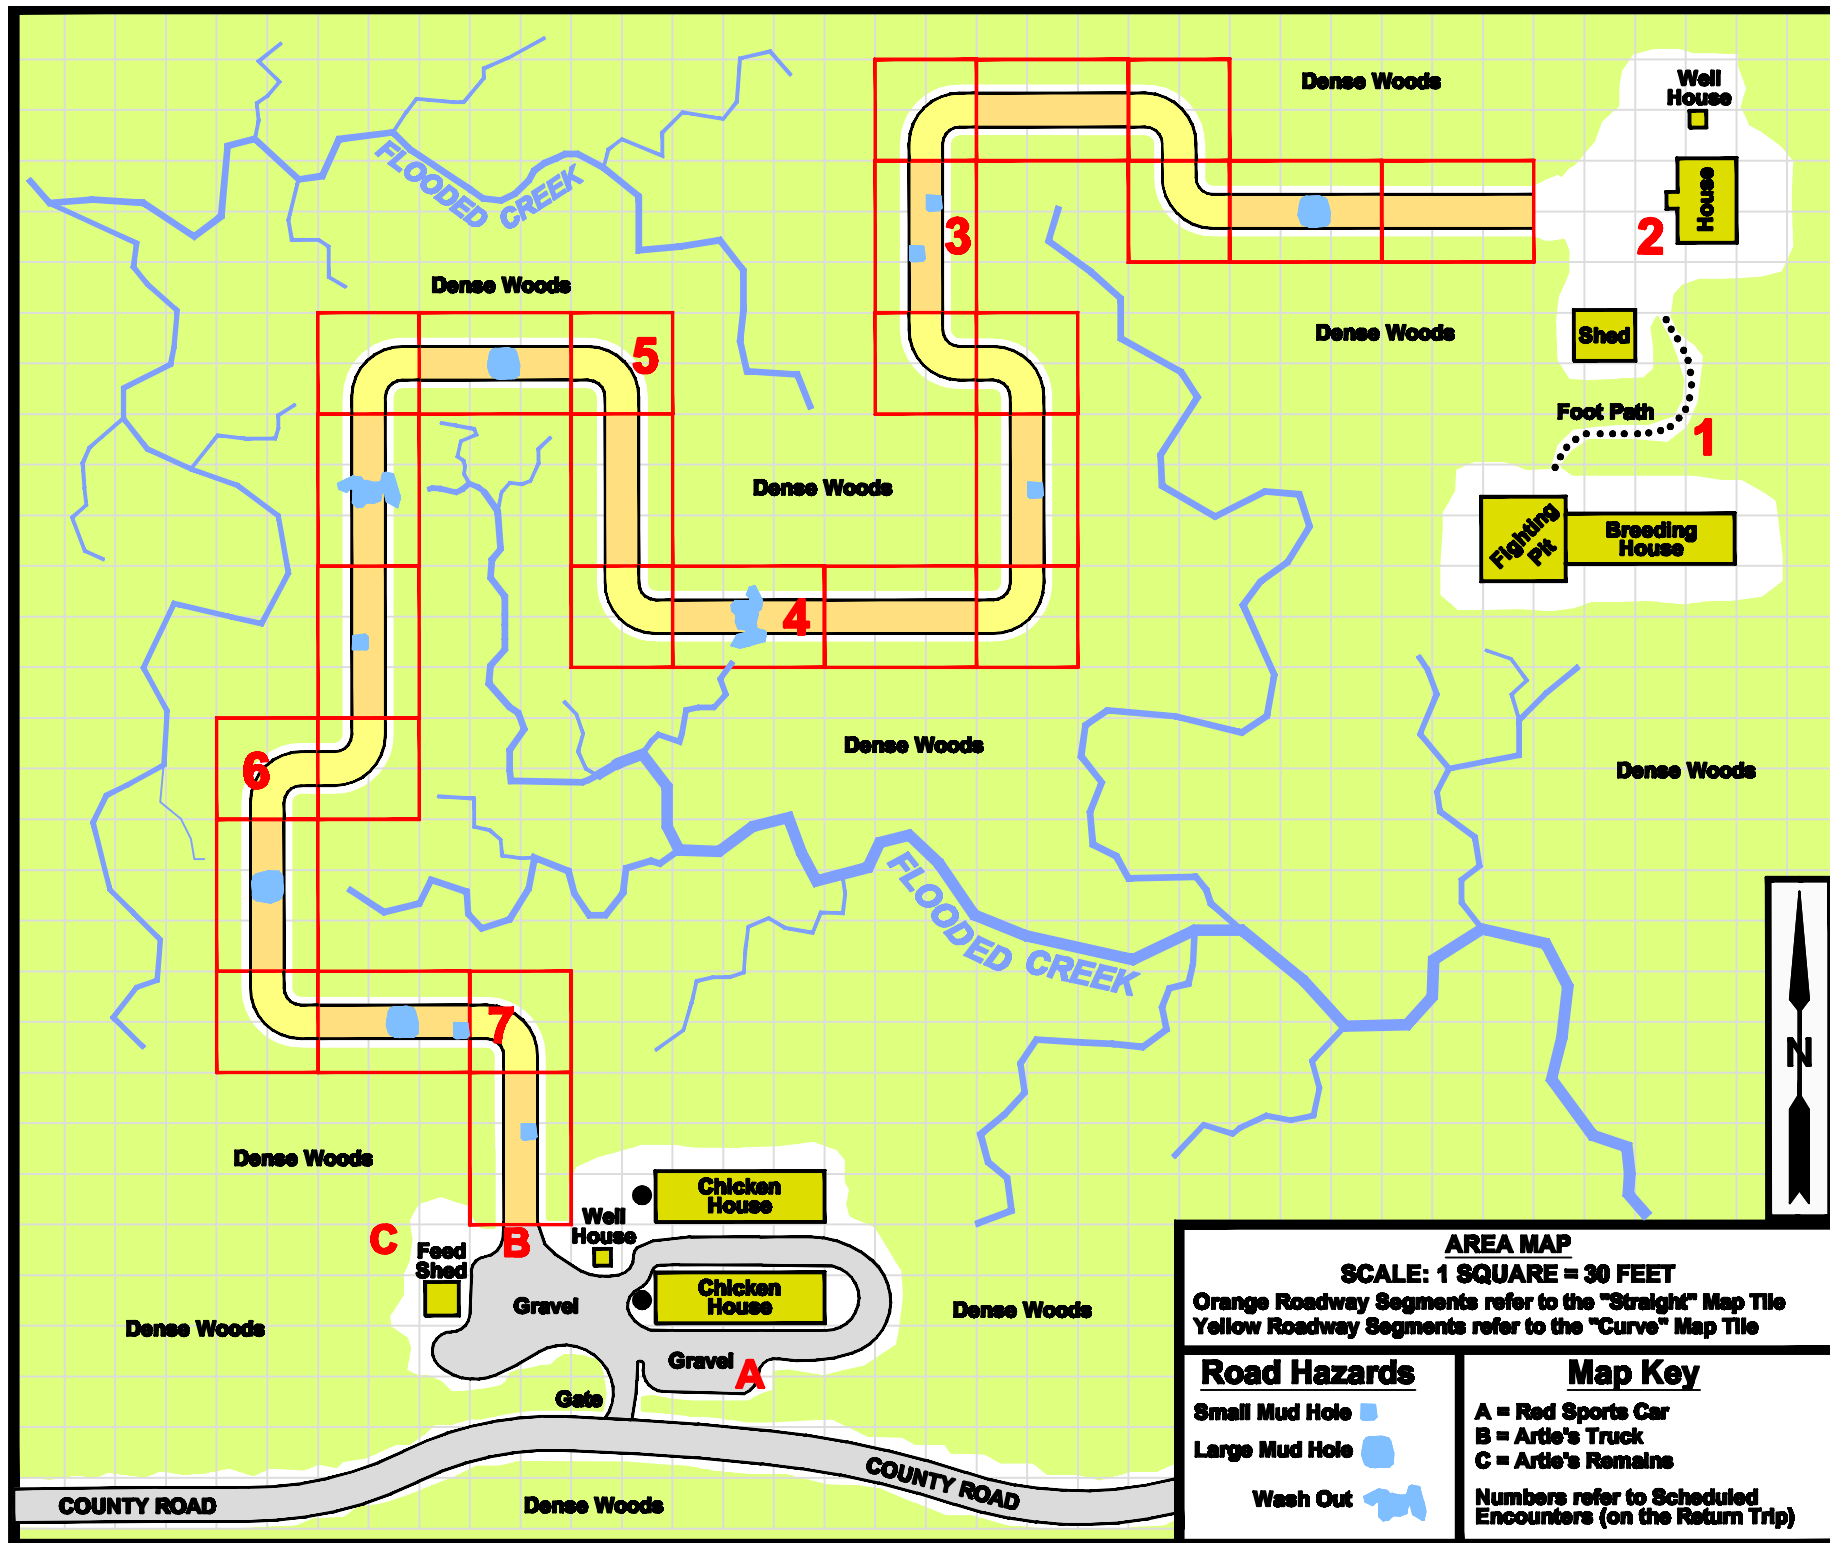 Dense Woods
Well
House
FLOODED CREEK
House
3
2
Dense Woods
Dense Woods
Shed
5
Foot Path
1
Dense Woods
Fighting
Pit
Breeding
House
4
Dense Woods
Dense Woods
6
FLOODED CREEK
7
N
Dense Woods
Chicken
House
Well
House
C
B
Feed
Shed
Gravel
Chicken
House
Dense Woods
Dense Woods
Gravel
A
Gate
COUNTY ROAD
COUNTY ROAD
Dense Woods
AREA MAP
SCALE: 1 SQUARE = 30 FEET
Orange Roadway Segments refer to the "Straight" Map Tile
Yellow Roadway Segments refer to the "Curve" Map Tile
Road Hazards
Small Mud Hole
Large Mud Hole
Wash Out
Map Key
A = Red Sports Car
B = Artie's Truck
C = Artie's Remains
Numbers refer to Scheduled
Encounters (on the Return Trip)